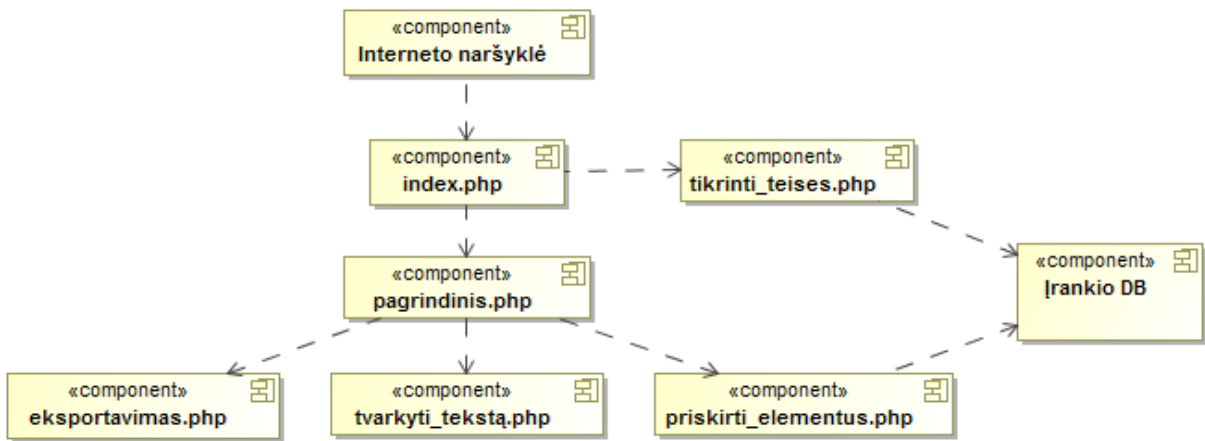 «component»
Interneto naršyklė
«component»
index.php
«component»
tikrinti_teises.php
«component»
Įrankio DB
«component»
pagrindinis.php
«component»
eksportavimas.php
«component»
tvarkyti_tekstą.php
«component»
priskirti_elementus.php